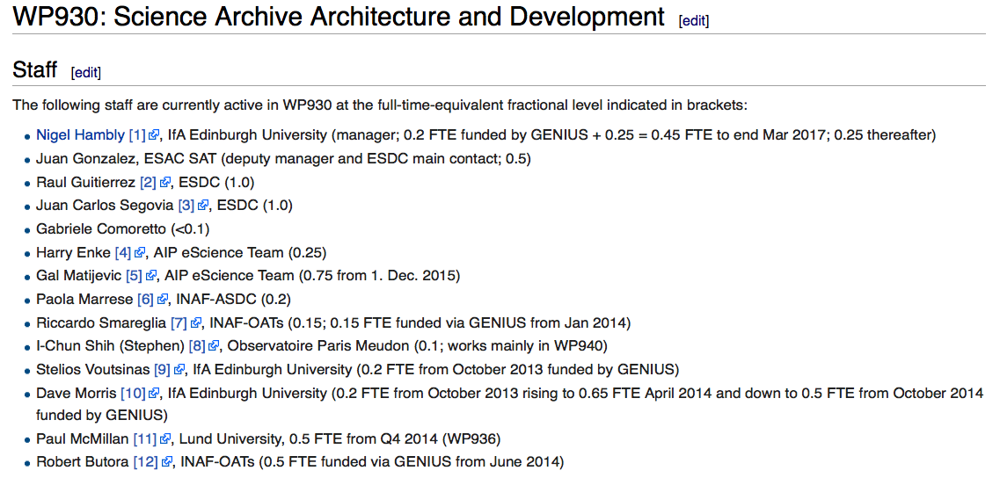 WP930: Science Archive Architecture and Development [edit]
Staff [edit]
The following staff are currently active in WP930 at the full-time-equivalent fractional level indicated in brackets:
• Nigel Hambly [1], IfA Edinburgh University (manager; 0.2 FTE funded by GENIUS + 0.25 = 0.45 FTE to end Mar 2017; 0.25 thereafter)
• Juan Gonzalez, ESAC SAT (deputy manager and ESDC main contact; 0.5)
• Raul Guitierrez [2], ESDC (1.0)
• Juan Carlos Segovia [3], ESDC (1.0)
• Gabriele Comoretto (<0.1)
• Harry Enke [4], AIP eScience Team (0.25)
• Gal Matijevic [5], AIP eScience Team (0.75 from 1. Dec. 2015)
• Paola Marrese [6], INAF-ASDC (0.2)
• Riccardo Smareglia [7], INAF-OATs (0.15; 0.15 FTE funded via GENIUS from Jan 2014)
• I-Chun Shih (Stephen) [8], Observatoire Paris Meudon (0.1; works mainly in WP940)
• Stelios Voutsinas [9], IfA Edinburgh University (0.2 FTE from October 2013 funded by GENIUS)
• Dave Morris [10], IfA Edinburgh University (0.2 FTE from October 2013 rising to 0.65 FTE April 2014 and down to 0.5 FTE from October 2014
funded by GENIUS)
• Paul McMillan [11], Lund University, 0.5 FTE from Q4 2014 (WP936)
• Robert Butora [12], INAF-OATs (0.5 FTE funded via GENIUS from June 2014)